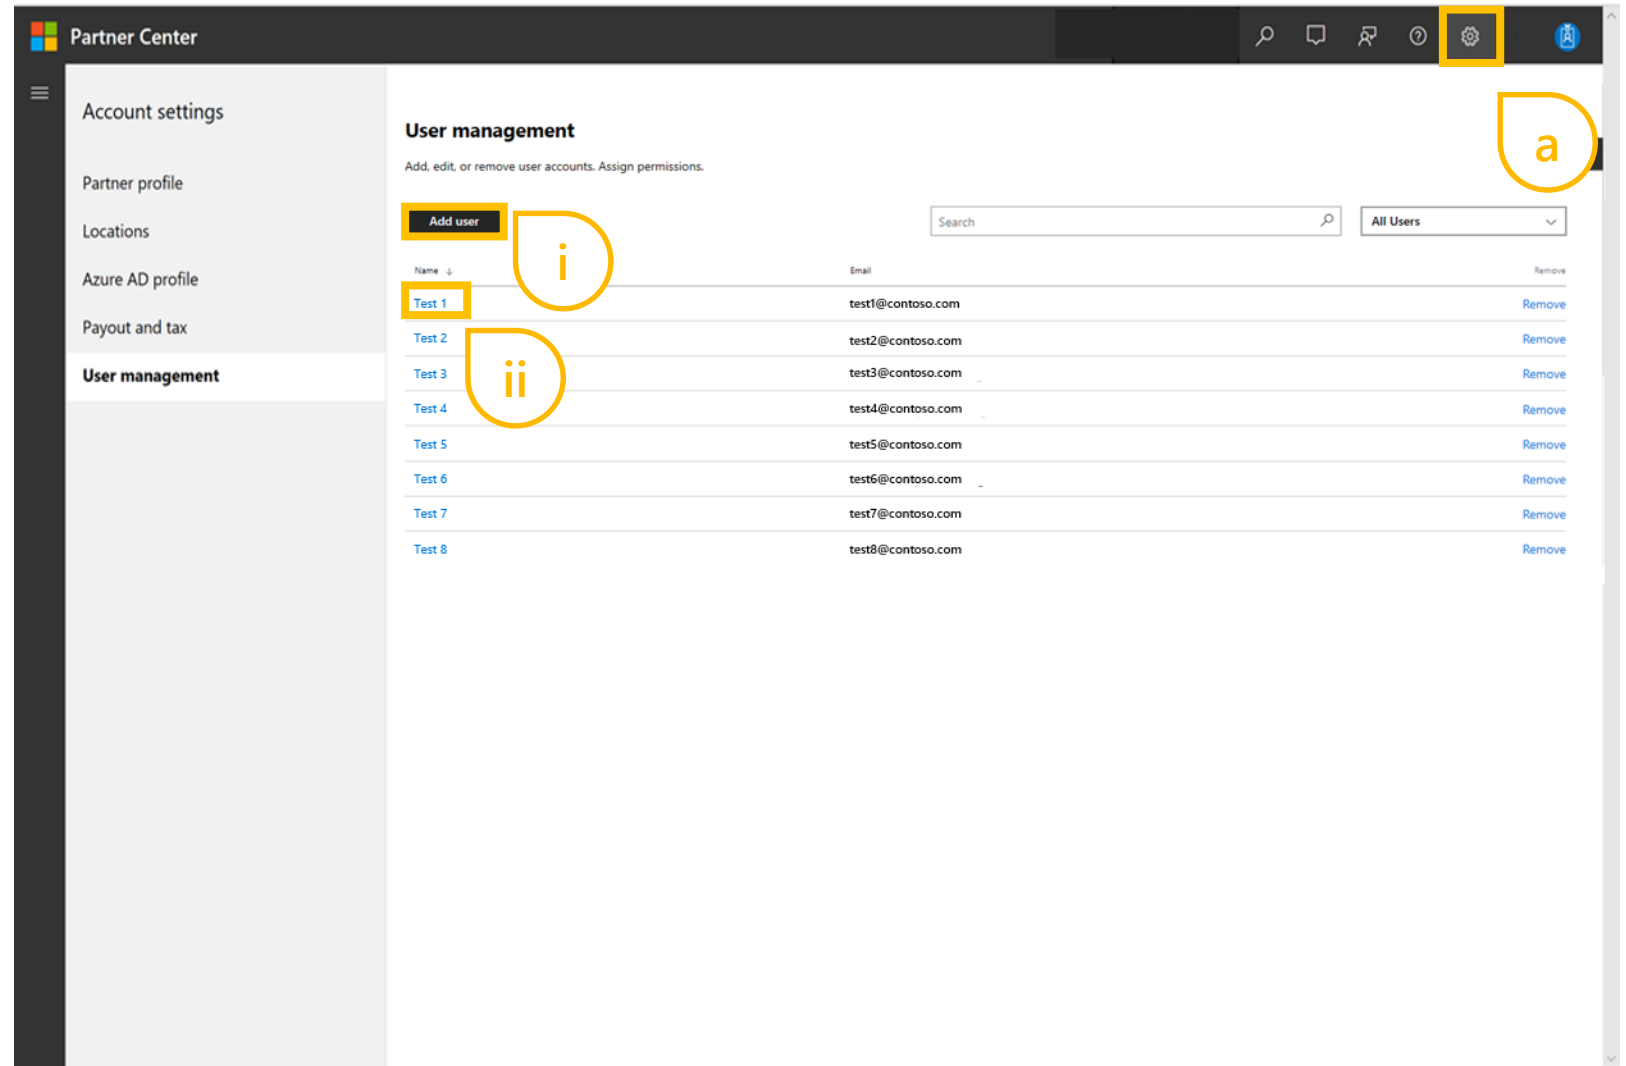 Partner Center
a
Account settings
Partner profile
Locations
Azure AD profile
Payout and tax
User management
User management
Add, edit, or remove user accounts. Assign permissions.
Add user
i
Search
All Users
Name Email Remove
Test 1 test1@contoso.com Remove
ii
Test 2 test2@contoso.com Remove
Test 3 test3@contoso.com Remove
Test 4 test4@contoso.com Remove
Test 5 test5@contoso.com Remove
Test 6 test6@contoso.com Remove
Test 7 test7@contoso.com Remove
Test 8 test8@contoso.com Remove